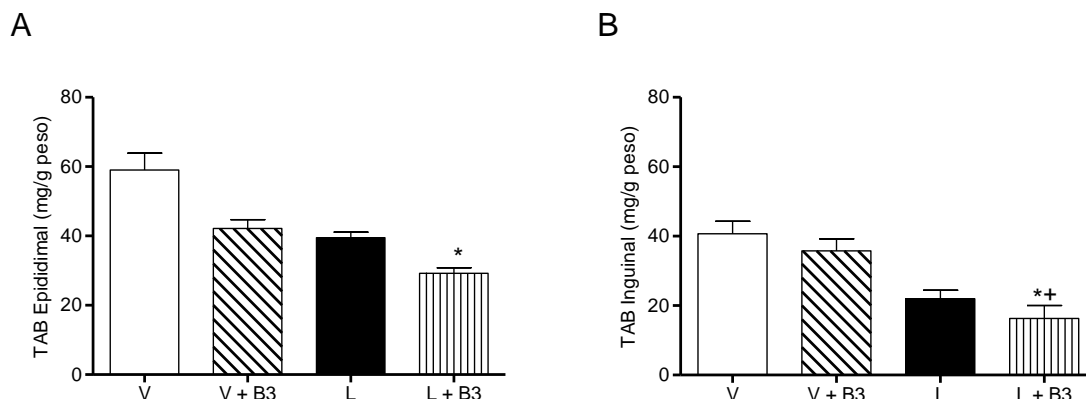 A
TAB Epididimal (mg/g peso)
80
60
40
20
0
*
V
V + B3
L
L + B3
B
TAB Inguinal (mg/g peso)
80
60
40
20
0
*+
V
V + B3
L
L + B3